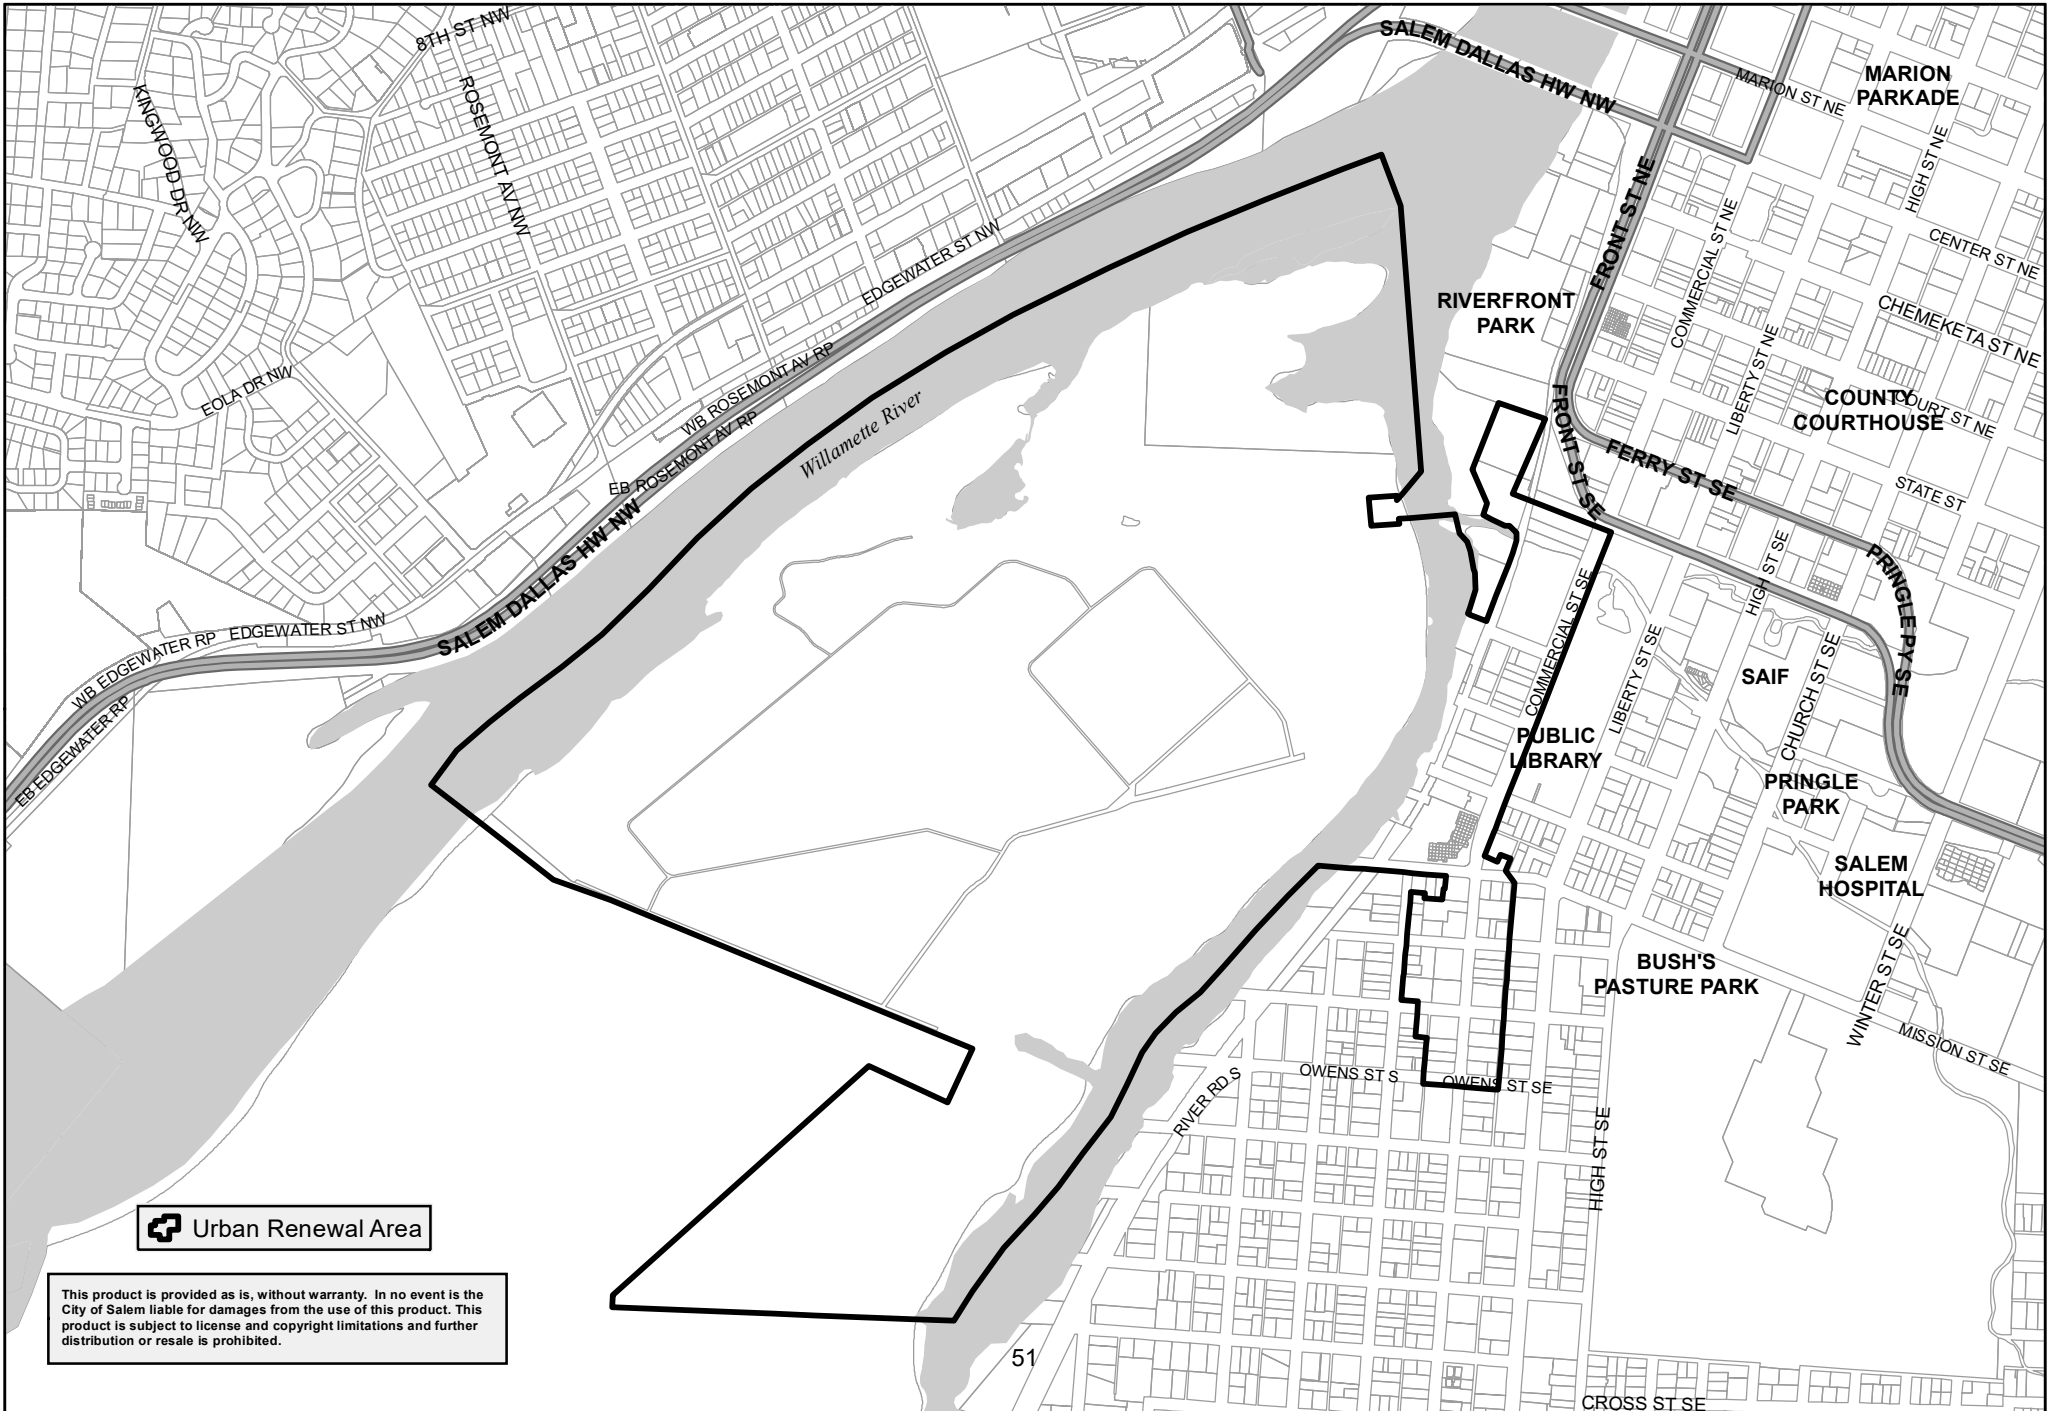 8TH ST NW
SALEM DALLAS HW NW
MARION ST NE
MARION
PARKADE
KINGWOOD DR NW
ROSEMONT AV NW
HIGH ST NE
FRONT ST NE
COMMERCIAL ST NE
CENTER ST NE
EDGEWATER ST NW
RIVERFRONT
PARK
CHEMEKETA ST NE
LIBERTY ST NE
WB ROSEMONT AV RP
EOLA DR NW
Willamette River
COUNTY
COURTHOUSE
COURT ST NE
FRONT ST SE
FERRY ST SE
EB ROSEMONT AV RP
STATE ST
SALEM DALLAS HW NW
HIGH ST SE
PRINGLE PY SE
COMMERCIAL ST SE
WB EDGEWATER RP
EDGEWATER ST NW
LIBERTY ST SE
CHURCH ST SE
SAIF
EB EDGEWATER RP
PUBLIC
LIBRARY
PRINGLE
PARK
SALEM
HOSPITAL
BUSH'S
PASTURE PARK
WINTER ST SE
MISSION ST SE
OWENS ST S
OWENS ST SE
RIVER RD S
HIGH ST SE
Urban Renewal Area
This product is provided as is, without warranty. In no event is the
City of Salem liable for damages from the use of this product. This
product is subject to license and copyright limitations and further
distribution or resale is prohibited.
51
CROSS ST SE